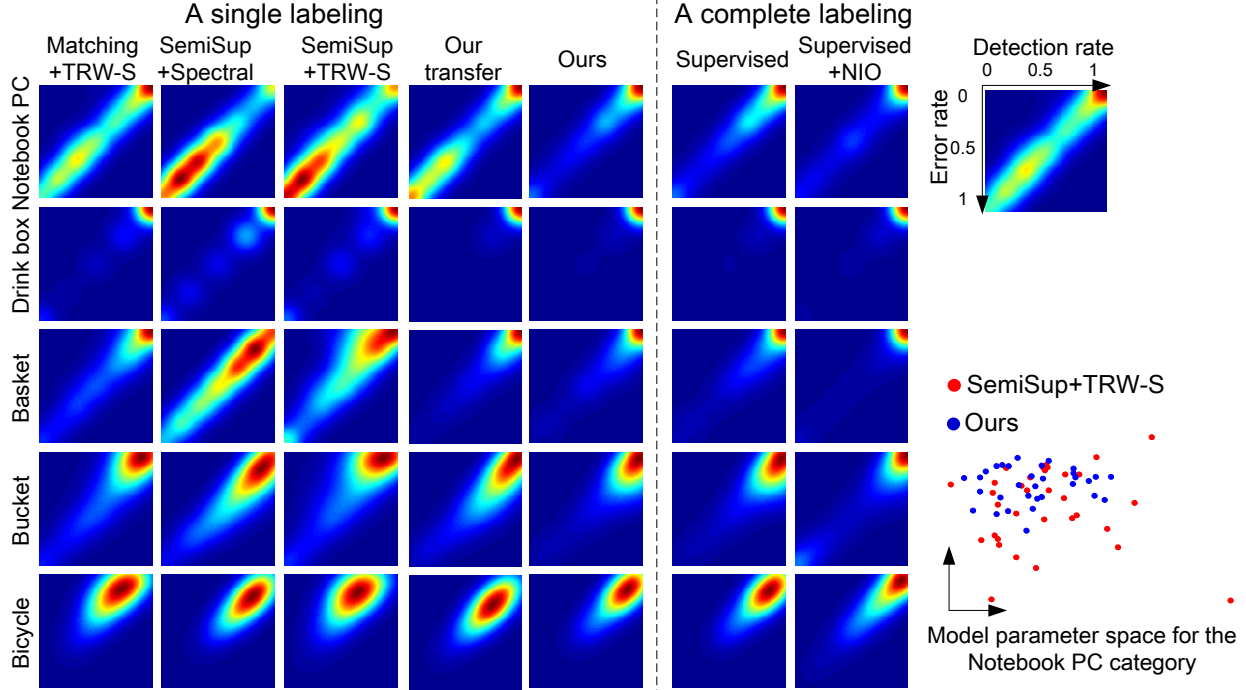 A single labeling
A complete labeling
Matching
+TRW-S
SemiSup
+Spectral
SemiSup
+TRW-S
Our
transfer
Ours
Supervised
Supervised
+NIO
Detection rate
0 0.5 1
Error rate
0
0.5
1
Notebook PC
Drink box
Basket
Bucket
Bicycle
SemiSup+TRW-S
Ours
Model parameter space for the
Notebook PC category